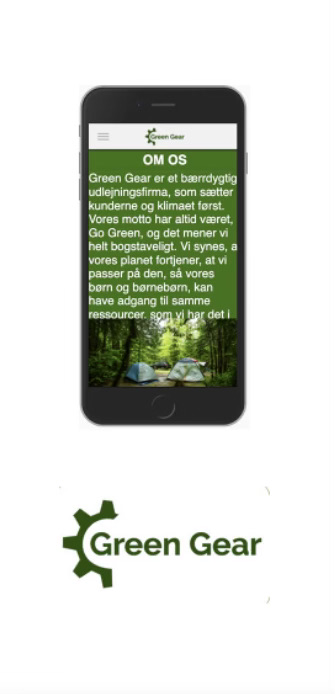 Green Gear
OM OS
Green Gear er et bærrdygtig
udlejningsfirma, som sætter
kunderne og klimaet først.
Vores motto har altid været,
Go Green, og det mener vi
helt bogstaveligt. Vi synes, a
vores planet fortjener, at vi
passer på den, så vores
børn og børnebørn, kan
have adgang til samme
ressourcer, som vi har det i
Green Gear